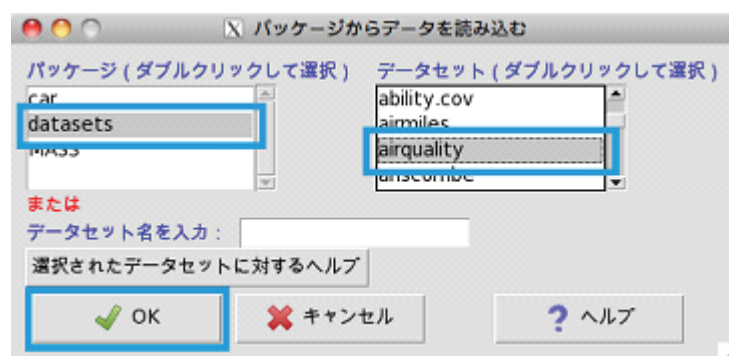 パッケージからデータを読み込む
パッケージ ( ダブルクリックして選択 )
データセット ( ダブルクリックして選択 )
car
datasets
MASS
ability.cov
airmiles
airquality
anscombe
または
データセット名を入力 :
選択されたデータセットに対するヘルプ
OK
キャンセル
ヘルプ